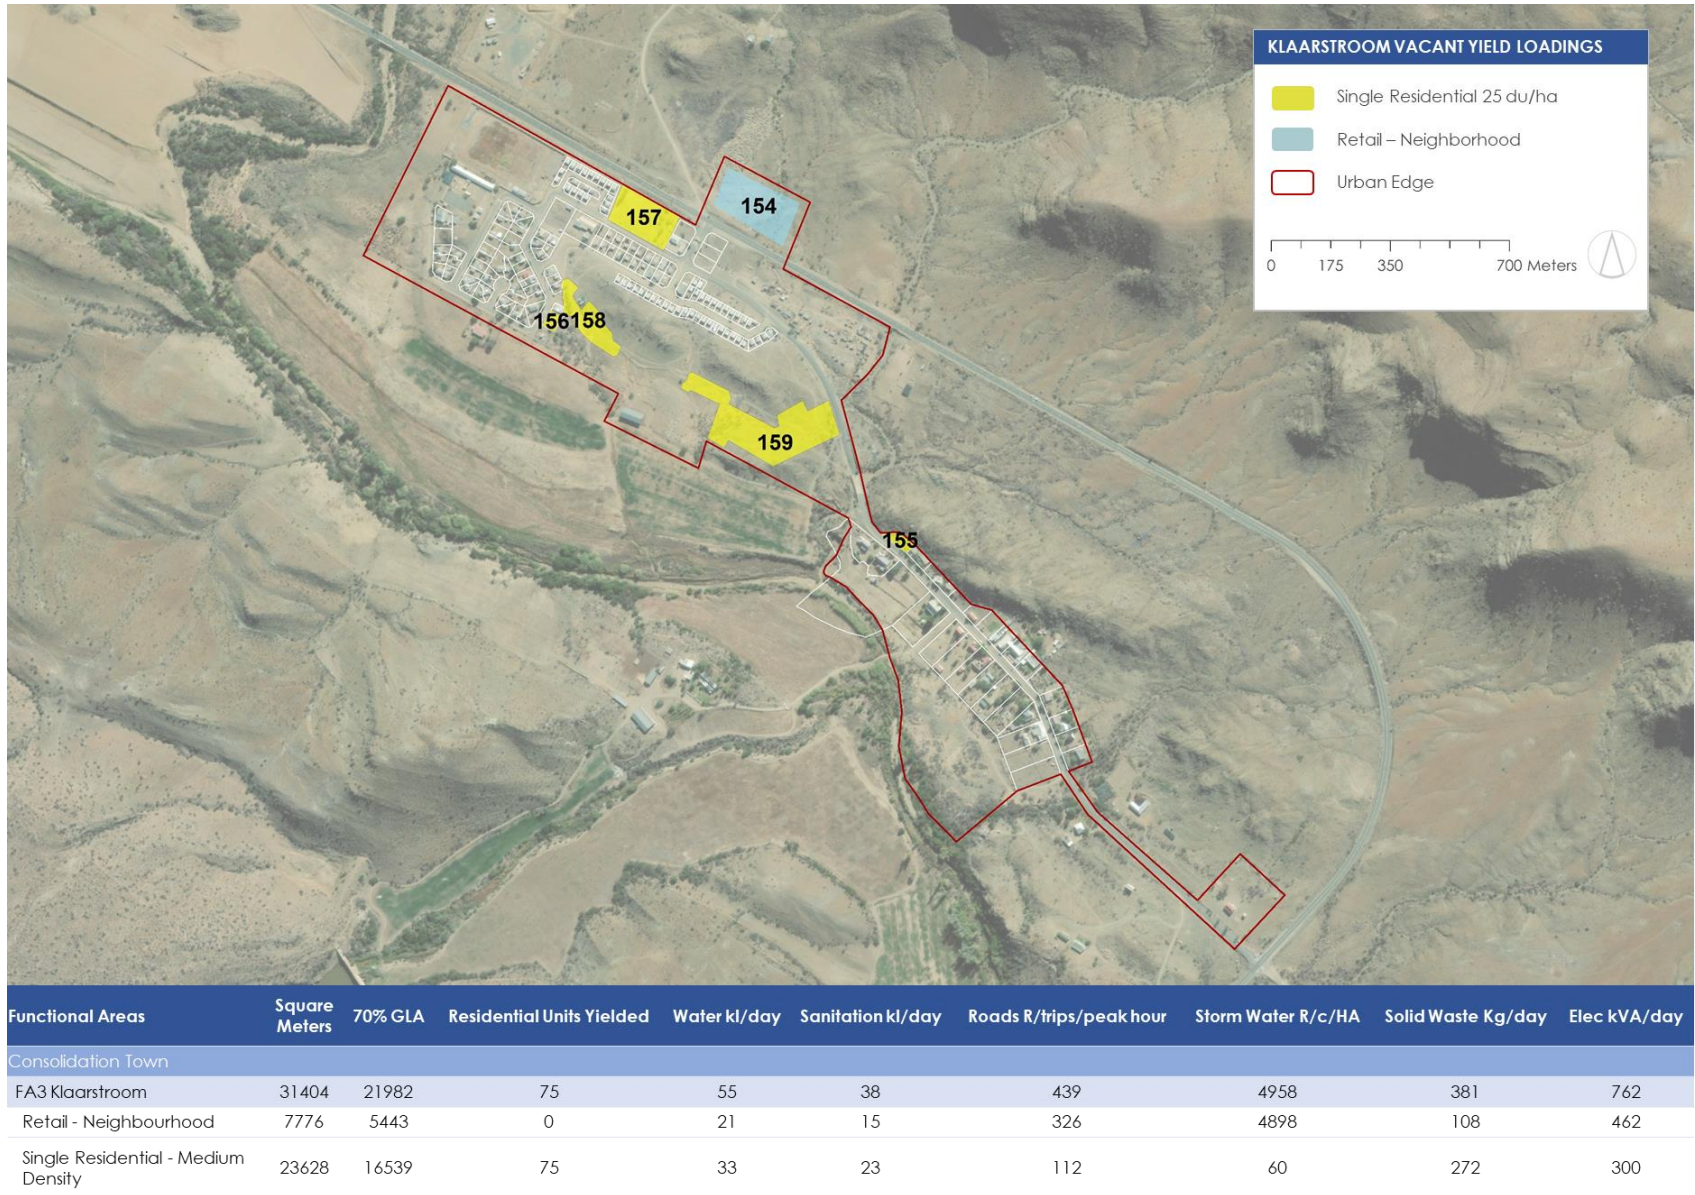 KLAARSTROOM VACANT YIELD LOADINGS
Single Residential 25 du/ha
Retail – Neighborhood
Urban Edge
0 175 350 700 Meters
154
157
156 158
159
155
Functional Areas Square Meters 70% GLA Residential Units Yielded Water kl/day Sanitation kl/day Roads R/trips/peak hour Storm Water R/c/HA Solid Waste Kg/day Elec kVA/day
Consolidation Town
FA3 Klaarstroom 31404 21982 75 55 38 439 4958 381 762
Retail - Neighbourhood 7776 5443 0 21 15 326 4898 108 462
Single Residential - Medium Density 23628 16539 75 33 23 112 60 272 300